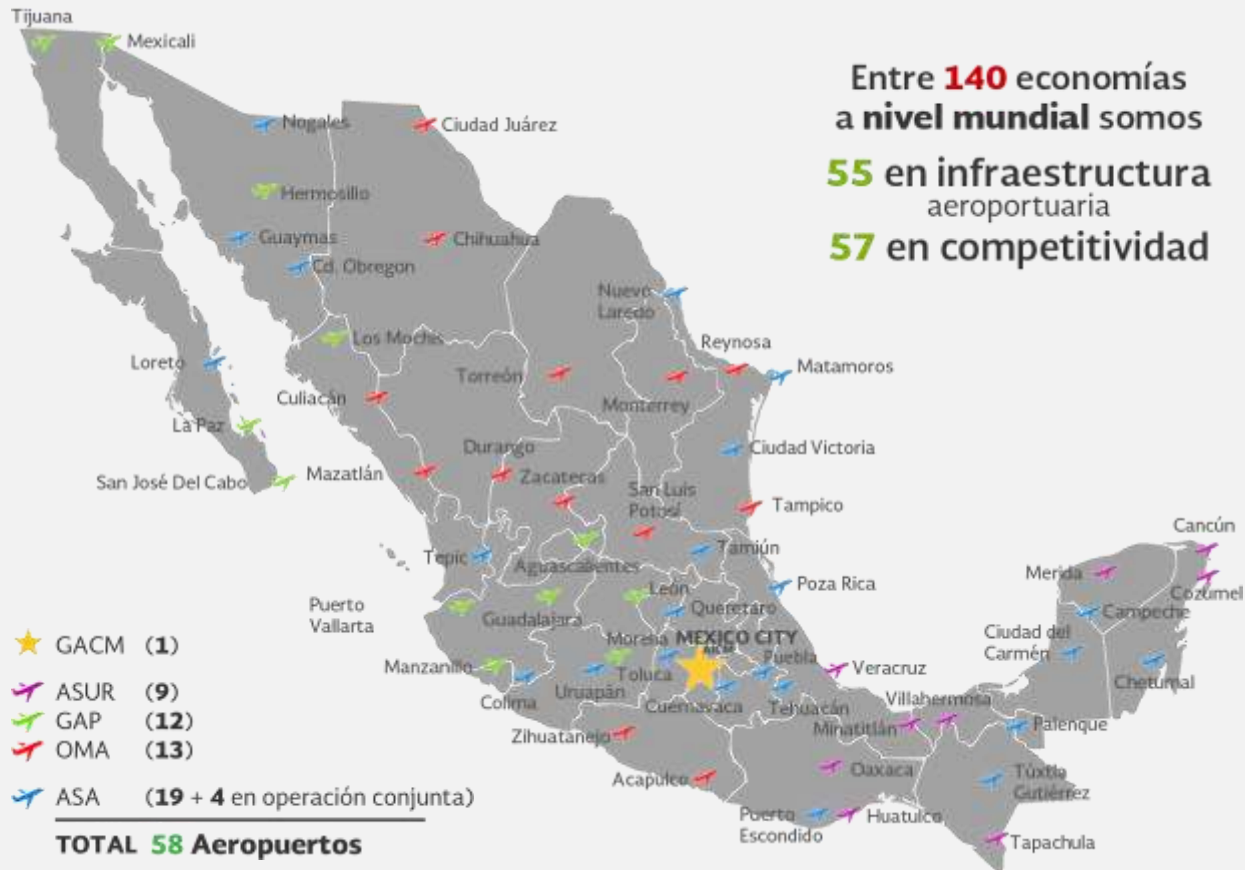 Tijuana
Mexicali
Entre 140 economías
a nivel mundial somos
55 en infraestructura
aeroportuaria
57 en competitividad
Nogales
Ciudad Juárez
Hermosillo
Guaymas
Chihuahua
Cd. Obregon
Nuevo
Laredo
Los Mochis
Reynosa
Loreto
Torreón
Matamoros
Culiacán
Monterrey
La Paz
Durango
Ciudad Victoria
San José Del Cabo
Mazatlán
Zacateras
San Luis
Potosí
Tampico
Cancún
Tepic
Aguascalientes
Tamiún
Merida
Poza Rica
Cozumel
Puerto
Vallarta
Guadalajara
León
Queretaro
Campeche
Ciudad del
Carmén
Morelia
MEXICO CITY
AICM
Manzanillo
Toluca
Puebla
Veracruz
Chetumal
Colima
Uruapán
Cuernavaca
Tehuacán
Villahermosa
Minatitlán
Palenque
Zihuatanejo
Acapulco
Oaxaca
Túxtla
Gutiérrez
Puerto
Escondido
Huatulco
Tapachula
GACM (1)
ASUR (9)
GAP (12)
OMA (13)
ASA (19 + 4 en operación conjunta)
TOTAL 58 Aeropuertos